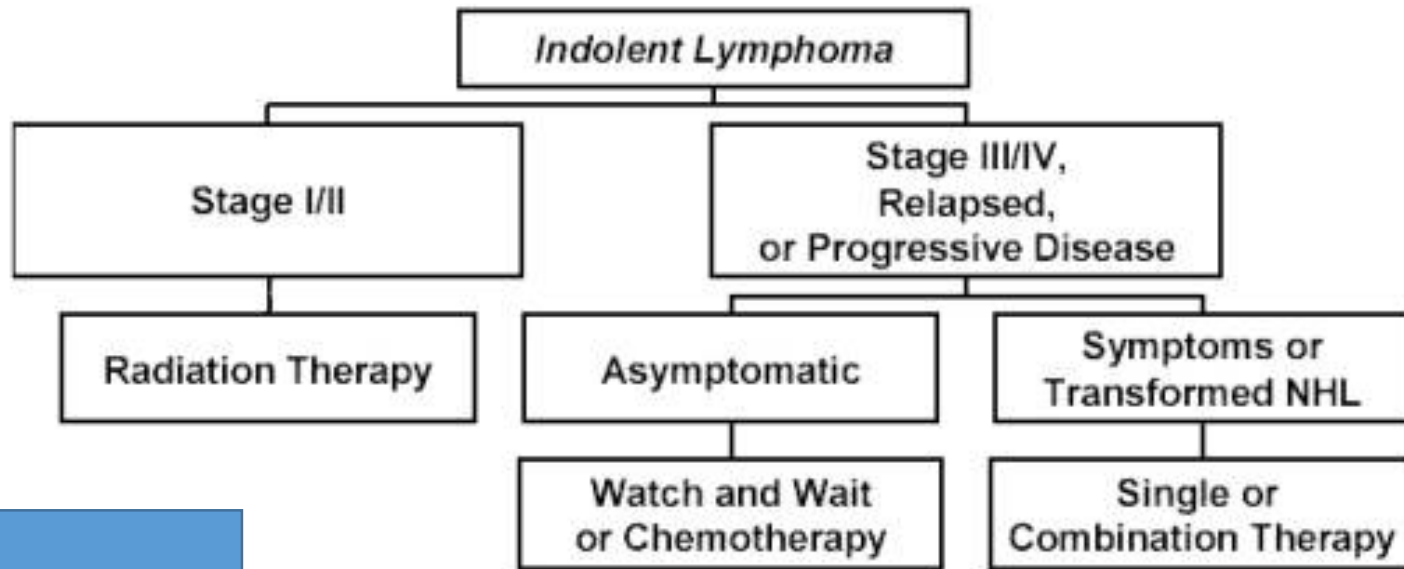 Indolent Lymphoma
Stage I/II
Stage III/IV,
Relapsed,
or Progressive Disease
Radiation Therapy
Asymptomatic
Symptoms or
Transformed NHL
Watch and Wait
or Chemotherapy
Single or
Combination Therapy